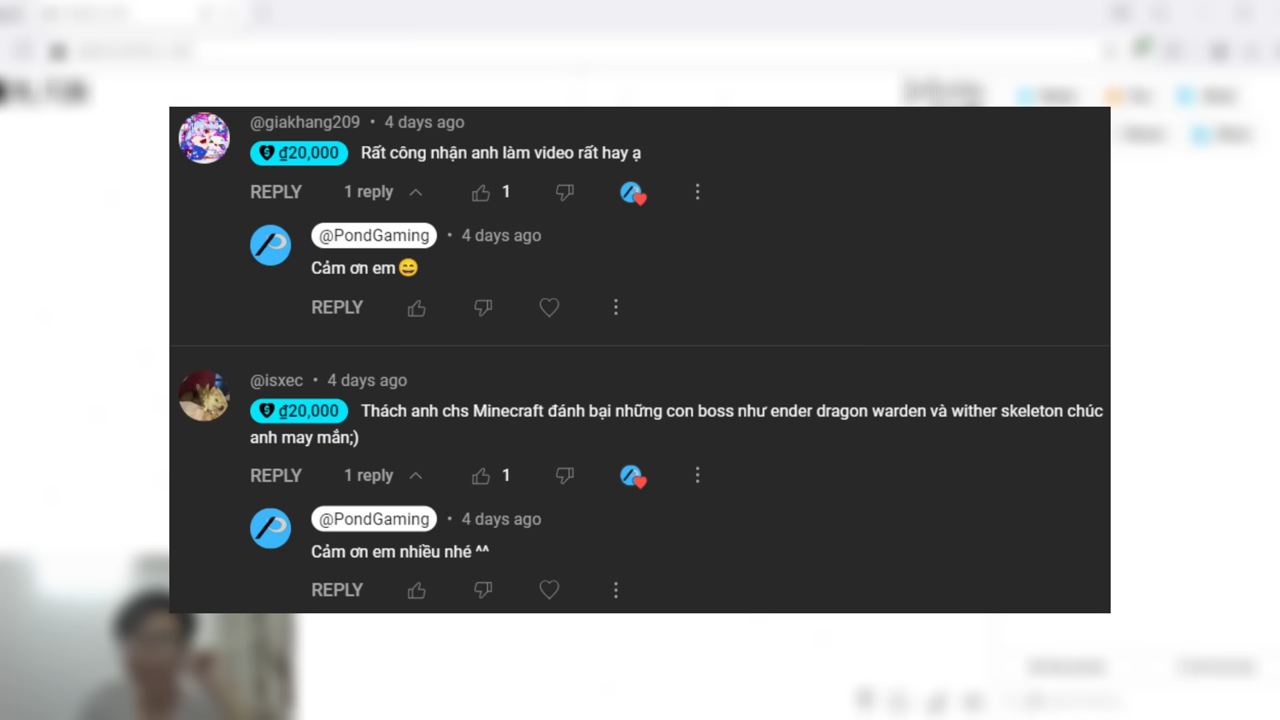 @giakhang209 • 4 days ago
₫20,000 Rất công nhận anh làm video rất hay ạ
REPLY 1 reply 1
@PondGaming • 4 days ago
Cảm ơn em😄
REPLY
@isxec • 4 days ago
₫20,000 Thách anh chs Minecraft đánh bại những con boss như ender dragon warden và wither skeleton chúc
anh may mắn;)
REPLY 1 reply 1
@PondGaming • 4 days ago
Cảm ơn em nhiều nhé ^^
REPLY